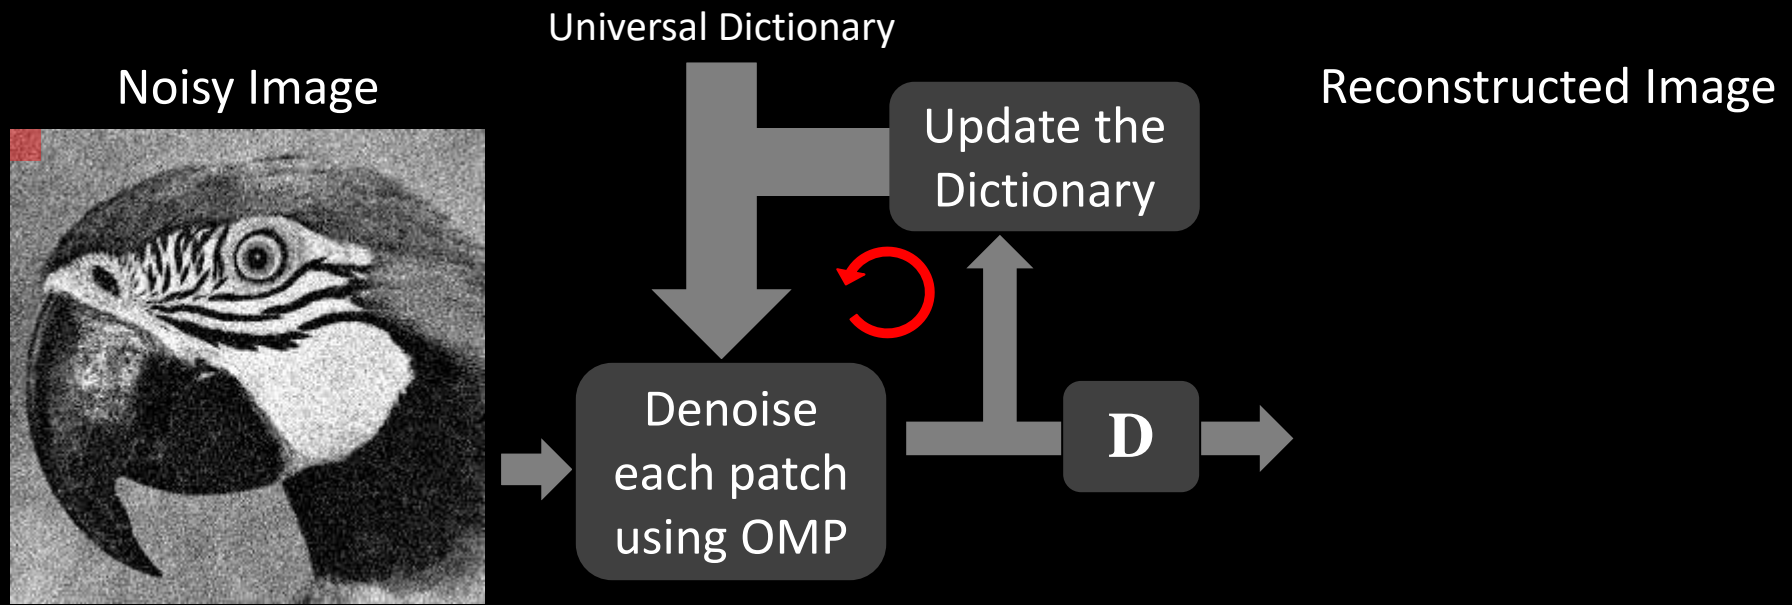 Universal Dictionary
Noisy Image
Reconstructed Image
Update the
Dictionary
Denoise
each patch
using OMP
D